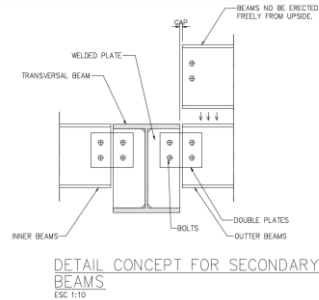 GAP
BEAMS NO BE ERECTED
FREELY FROM UPSIDE.
WELDED PLATE
TRANSVERSAL BEAM
BOLTS
DOUBLE PLATES
INNER BEAMS
OUTTER BEAMS
DETAIL CONCEPT FOR SECONDARY
BEAMS
ESC 1:10